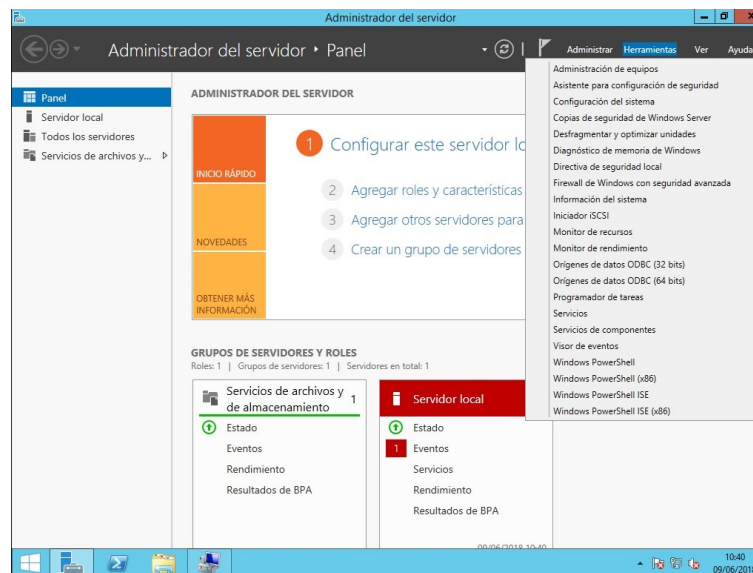 Administrador del servidor
Administrador del servidor • Panel
Administrar Herramientas Ver Ayuda
Panel
Servidor local
Todos los servidores
Servicios de archivos y...
ADMINISTRADOR DEL SERVIDOR
INICIO RÁPIDO
NOVEDADES
OBTENER MÁS
INFORMACIÓN
1 Configurar este servidor lo
2 Agregar roles y características
3 Agregar otros servidores para
4 Crear un grupo de servidores
Administración de equipos
Asistente para configuración de seguridad
Configuración del sistema
Copias de seguridad de Windows Server
Desfragmentar y optimizar unidades
Diagnóstico de memoria de Windows
Directiva de seguridad local
Firewall de Windows con seguridad avanzada
Información del sistema
Iniciador iSCSI
Monitor de recursos
Monitor de rendimiento
Orígenes de datos ODBC (32 bits)
Orígenes de datos ODBC (64 bits)
Programador de tareas
Servicios
Servicios de componentes
Visor de eventos
Windows PowerShell
Windows PowerShell (x86)
Windows PowerShell ISE
Windows PowerShell ISE (x86)
GRUPOS DE SERVIDORES Y ROLES
Roles: 1 | Grupos de servidores: 1 | Servidores en total: 1
Servicios de archivos y
de almacenamiento
1
Estado
Eventos
Rendimiento
Resultados de BPA
Servidor local
Estado
1 Eventos
Servicios
Rendimiento
Resultados de BPA
09/06/2018 10:40
10:40
09/06/201